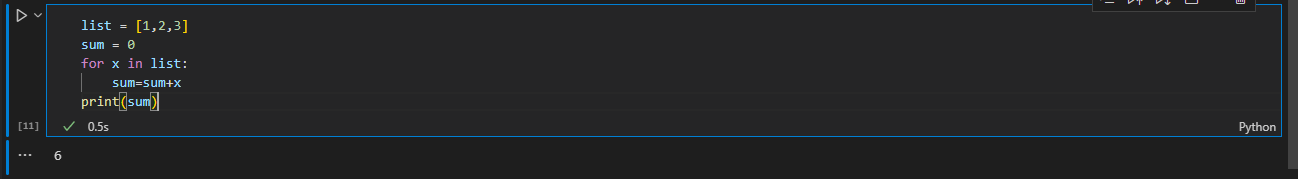 list = [1,2,3]
sum = 0
for x in list:
    sum=sum+x
print(sum)
[11] 0.5s Python
6